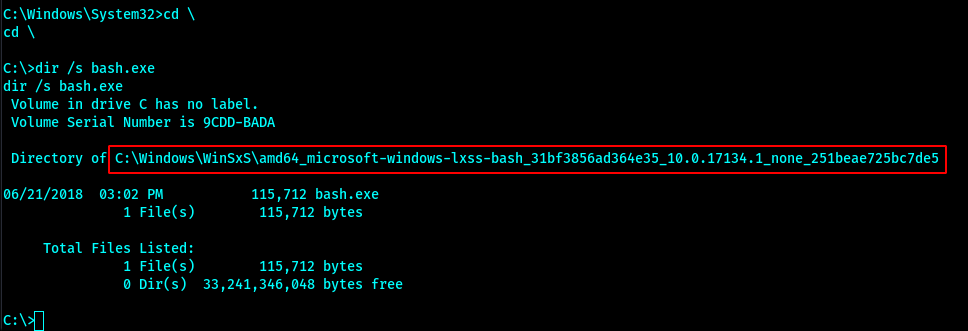 C:\Windows\System32>cd \
cd \
C:\>dir /s bash.exe
dir /s bash.exe
Volume in drive C has no label.
Volume Serial Number is 9CDD-BADA
Directory of C:\Windows\WinSxS\amd64_microsoft-windows-lxss-bash_31bf3856ad364e35_10.0.17134.1_none_251beae725bc7de5
06/21/2018  03:02 PM           115,712 bash.exe
1 File(s)        115,712 bytes
Total Files Listed:
1 File(s)        115,712 bytes
0 Dir(s)  33,241,346,048 bytes free
C:\>